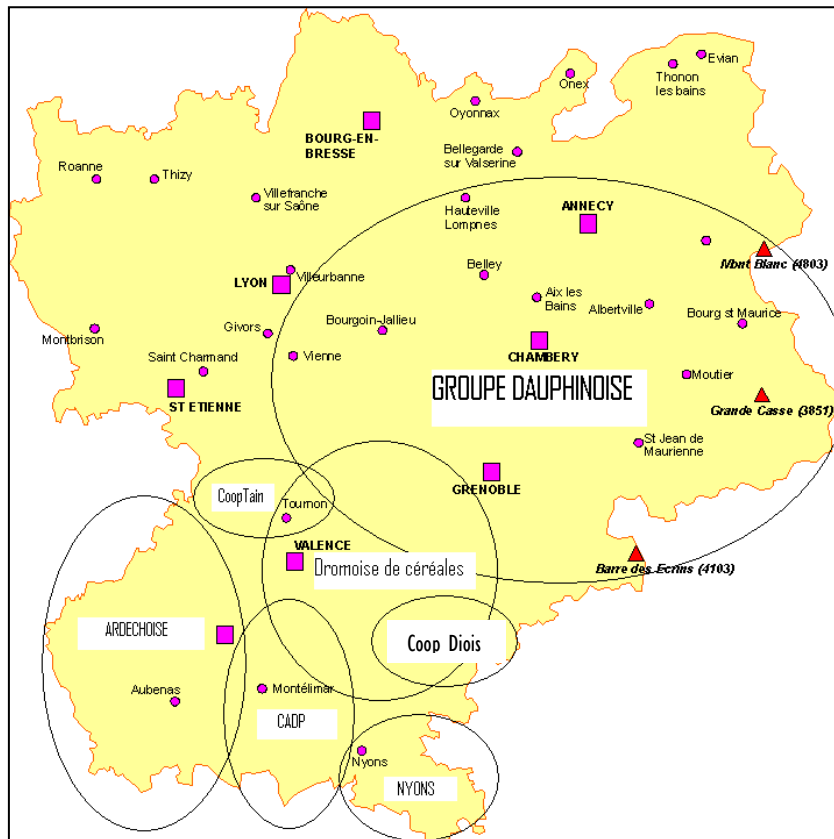 Evian
Onex
Thonon
les bains
Oyonnax
BOURG-EN-
BRESSE
Bellegarde
sur Valserine
Roanne
Thizy
Villefranche
sur Saône
Hauteville
Lompnes
ANNECY
Mont Blanc (4803)
Belley
Villeurbanne
LYON
Aix les
Bains
Albertville
Bourg st Maurice
Bourgoin-Jallieu
Givors
Montbrison
Saint Chamnand
Vienne
CHAMBERY
Moutier
GROUPE DAUPHINOISE
ST ETIENNE
Grande Casse (3851)
St Jean de
Maurienne
GRENOBLE
CoopTain
Tournon
VALENCE
Dromoise de céréales
Barre des Ecrins (4103)
ARDECHOISE
Coop Diois
Aubenas
Montélimar
CADP
Nyons
NYONS